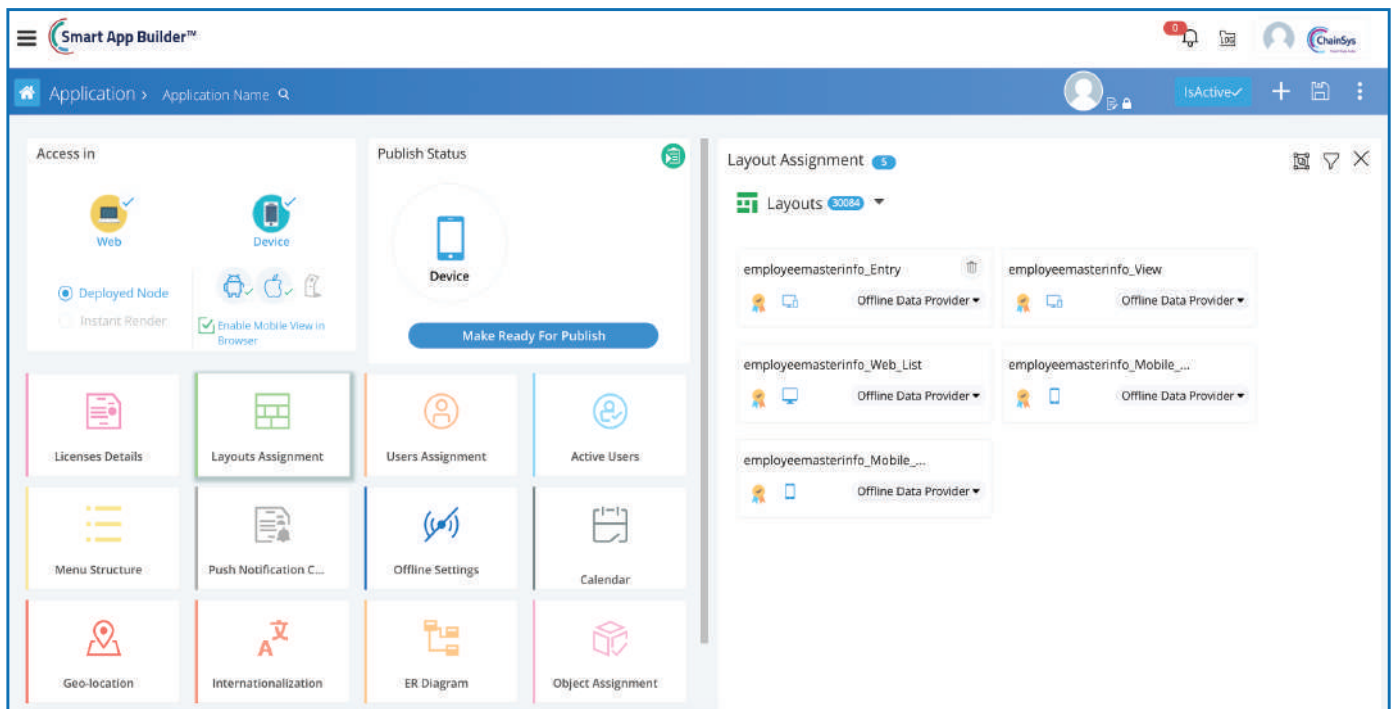 Smart App Builder™
0
LOG
ChainSys
Application › Application Name
IsActive✓
Access in
Web
Device
Deployed Node
Instant Render
Enable Mobile View in
Browser
Publish Status
Device
Make Ready For Publish
Licenses Details
Layouts Assignment
Users Assignment
Active Users
Menu Structure
Push Notification C...
Offline Settings
Calendar
Geo-location
A 文
Internationalization
ER Diagram
Object Assignment
Layout Assignment 5
Layouts 30084
employeemasterinfo_Entry
Offline Data Provider
employeemasterinfo_View
Offline Data Provider
employeemasterinfo_Web_List
Offline Data Provider
employeemasterinfo_Mobile_...
Offline Data Provider
employeemasterinfo_Mobile_...
Offline Data Provider